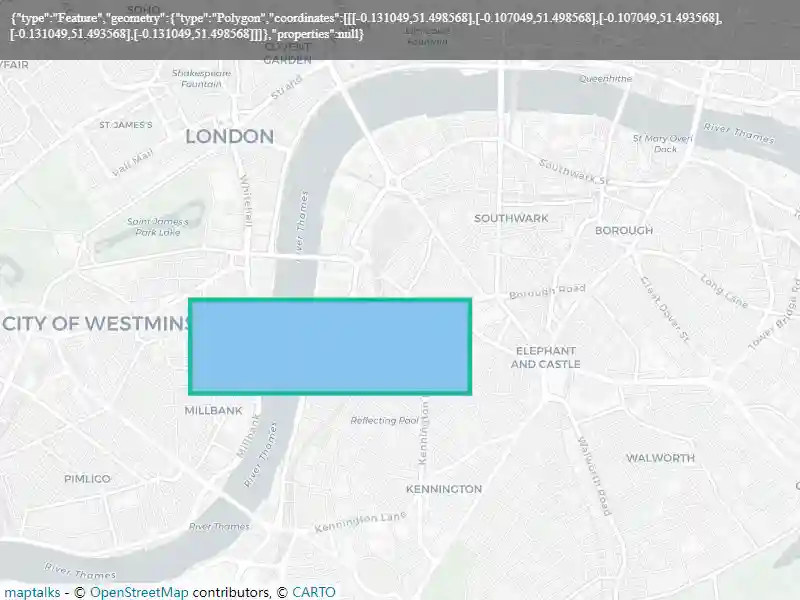 {"type":"Feature","geometry":{"type":"Polygon","coordinates":[[[-0.131049,51.498568],[-0.107049,51.498568],[-0.107049,51.493568],
[-0.131049,51.493568],[-0.131049,51.498568]]]},"properties":null}
SOHO
COVENT
GARDEN
Fountain
YFAIR
Shakespeare
Fountain
Strand
Queenhithe
ST JAMES'S
LONDON
River Thames
St Mary Overi
Dock
Pall Mall
Southwark St
Whitehall
River Thames
Saint James's
Park Lake
SOUTHWARK
BOROUGH
Borough Road
Long Lane
Great Dover St
Tower Bridge Ro
CITY OF WESTMINS
ELEPHANT
AND CASTLE
MILLBANK
Millbank
Reflecting Pool
Kennington
River Thames
PIMLICO
KENNINGTON
WALWORTH
Walworth Road
River Thames
Kennington Lane
River Thames
maptalks - © OpenStreetMap contributors, © CARTO